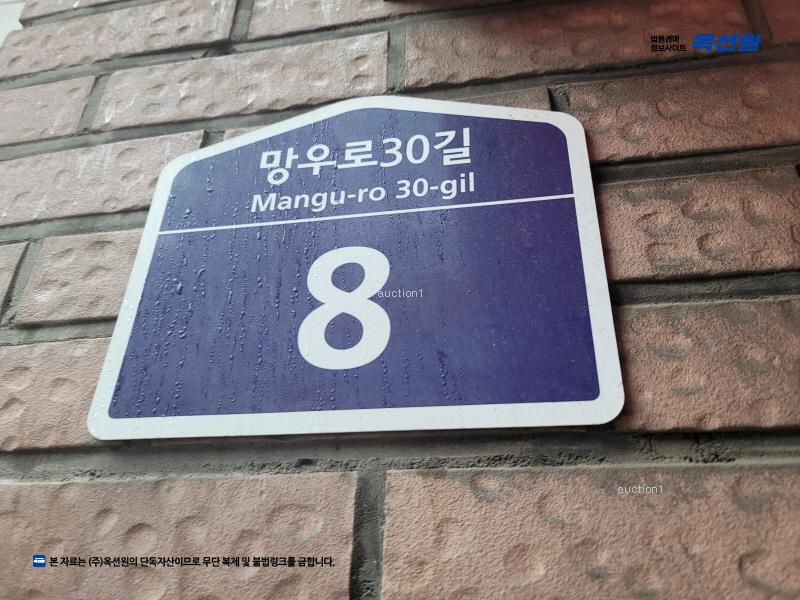 법원경매
정보사이트 옥션원
auction1
망우로30길
Mangu-ro 30-gil
8
auction1
auction1
본 자료는 (주)옥션원의 단독자산이므로 무단 복제 및 불법링크를 금합니다.